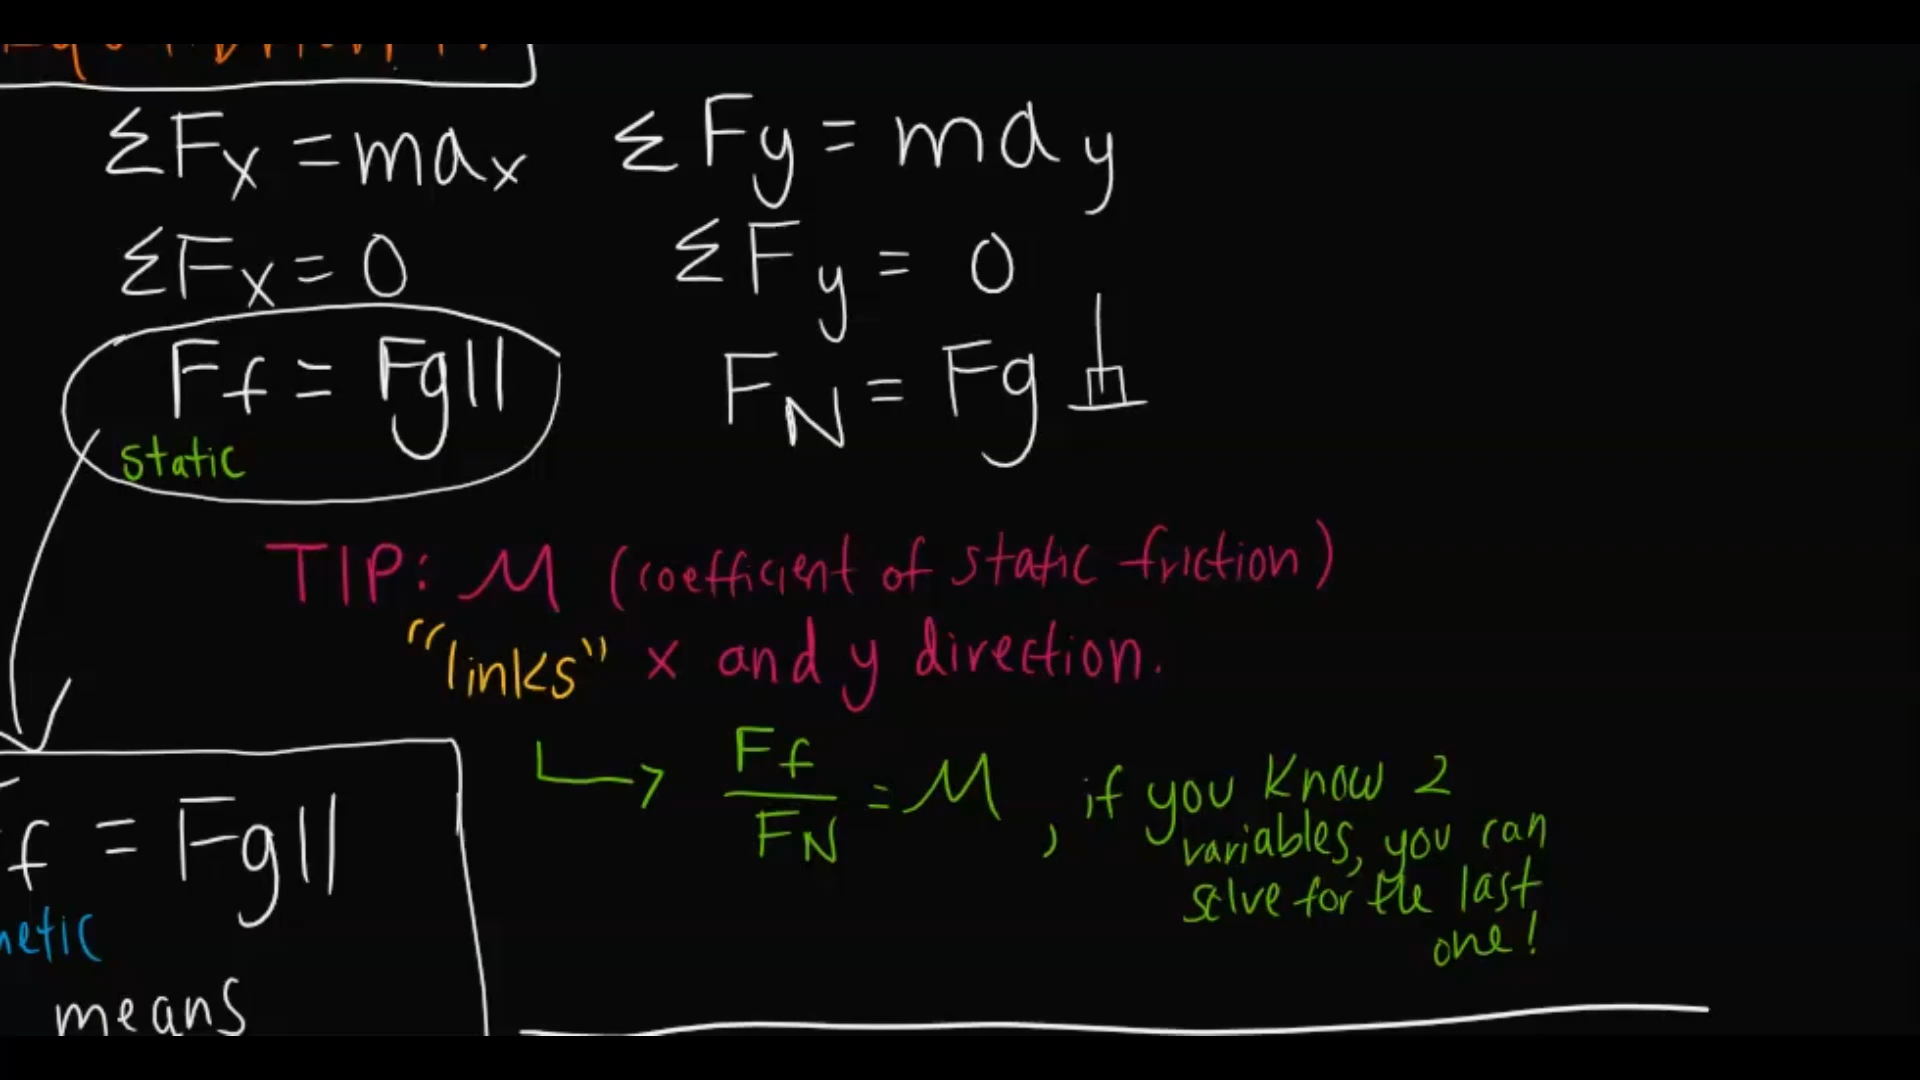 ΣFx = max ΣFy = may
ΣFx = 0 ΣFy = 0
Ff = Fg|| FN = Fg⊥
static
TIP: μ (coefficient of static friction)
"links" x and y direction.
Ff/FN = μ, if you know 2
variables, you can
solve for the last
one!
f = Fg||
netic
means